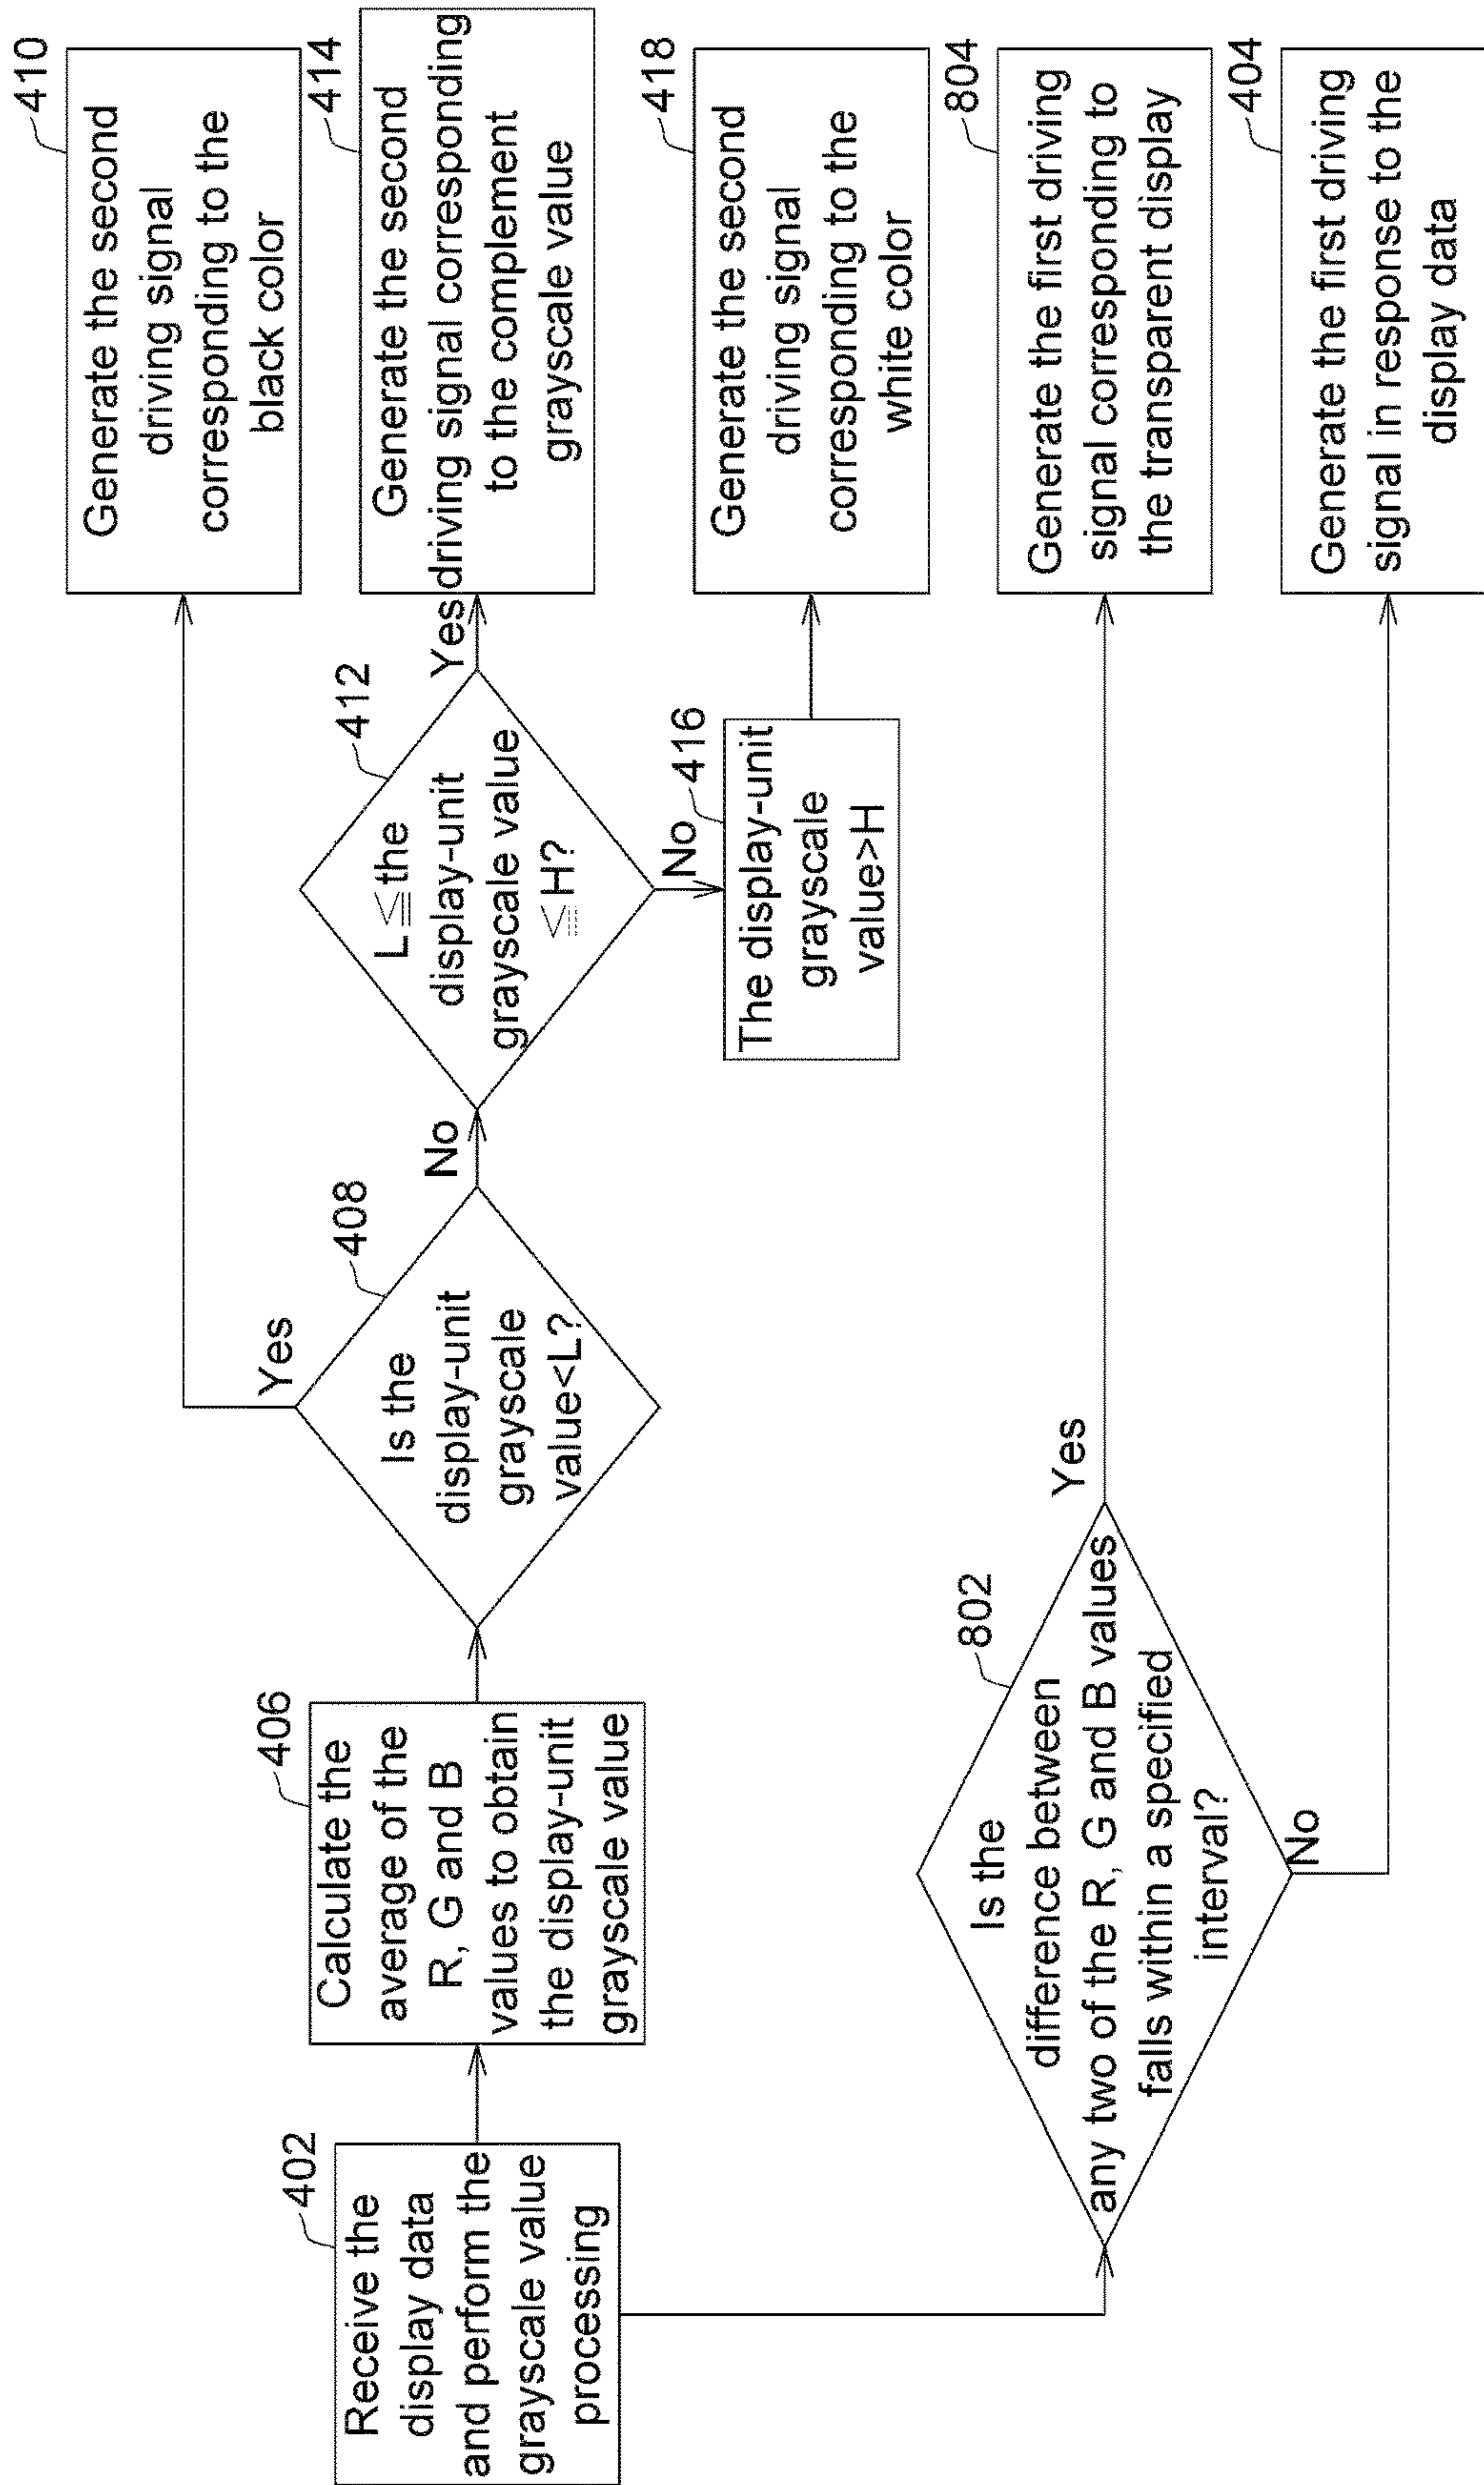 402
Receive the
display data
and perform the
grayscale value
processing
406
Calculate the
average of the
R, G and B
values to obtain
the display-unit
grayscale value
408
Is the
display-unit
grayscale
value<L?
Yes
No
410
Generate the second
driving signal
corresponding to the
black color
412
L≦the
display-unit
grayscale value
≦H?
Yes
No
414
Generate the second
driving signal corresponding
to the complement
grayscale value
416
The display-unit
grayscale
value>H
418
Generate the second
driving signal
corresponding to the
white color
802
Is the
difference between
any two of the R, G and B values
falls within a specified
interval?
Yes
No
804
Generate the first driving
signal corresponding to
the transparent display
404
Generate the first driving
signal in response to the
display data